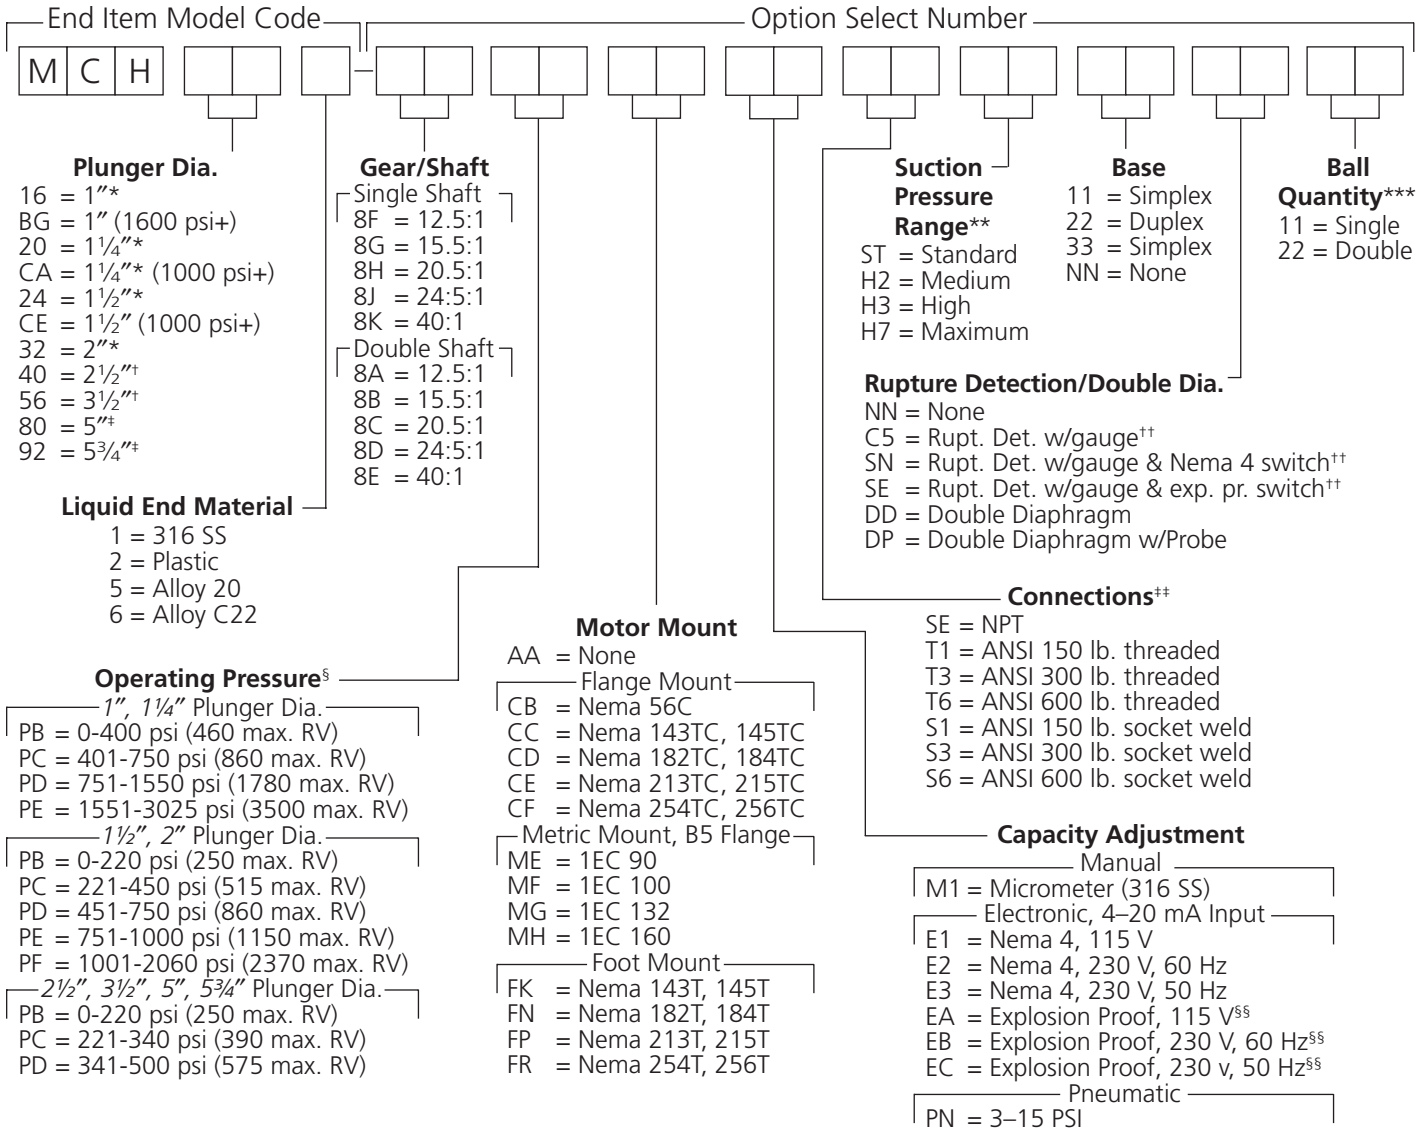 End Item Model Code
Option Select Number
M C H
Plunger Dia.
16 = 1″*
BG = 1″ (1600 psi+)
20 = 1¼″*
CA = 1¼″* (1000 psi+)
24 = 1½″*
CE = 1½″ (1000 psi+)
32 = 2″*
40 = 2½″†
56 = 3½″†
80 = 5″‡
92 = 5¾″‡
Liquid End Material
1 = 316 SS
2 = Plastic
5 = Alloy 20
6 = Alloy C22
Gear/Shaft
Single Shaft
8F = 12.5:1
8G = 15.5:1
8H = 20.5:1
8J = 24:5:1
8K = 40:1
Double Shaft
8A = 12.5:1
8B = 15.5:1
8C = 20.5:1
8D = 24:5:1
8E = 40:1
Operating Pressure§
1″, 1¼″ Plunger Dia.
PB = 0-400 psi (460 max. RV)
PC = 401-750 psi (860 max. RV)
PD = 751-1550 psi (1780 max. RV)
PE = 1551-3025 psi (3500 max. RV)
1½″, 2″ Plunger Dia.
PB = 0-220 psi (250 max. RV)
PC = 221-450 psi (515 max. RV)
PD = 451-750 psi (860 max. RV)
PE = 751-1000 psi (1150 max. RV)
PF = 1001-2060 psi (2370 max. RV)
2½″, 3½″, 5″, 5¾″ Plunger Dia.
PB = 0-220 psi (250 max. RV)
PC = 221-340 psi (390 max. RV)
PD = 341-500 psi (575 max. RV)
Motor Mount
AA = None
Flange Mount
CB = Nema 56C
CC = Nema 143TC, 145TC
CD = Nema 182TC, 184TC
CE = Nema 213TC, 215TC
CF = Nema 254TC, 256TC
Metric Mount, B5 Flange
ME = 1EC 90
MF = 1EC 100
MG = 1EC 132
MH = 1EC 160
Foot Mount
FK = Nema 143T, 145T
FN = Nema 182T, 184T
FP = Nema 213T, 215T
FR = Nema 254T, 256T
Suction
Pressure
Range**
ST = Standard
H2 = Medium
H3 = High
H7 = Maximum
Base
11 = Simplex
22 = Duplex
33 = Simplex
NN = None
Ball
Quantity***
11 = Single
22 = Double
Rupture Detection/Double Dia.
NN = None
C5 = Rupt. Det. w/gauge††
SN = Rupt. Det. w/gauge & Nema 4 switch††
SE = Rupt. Det. w/gauge & exp. pr. switch††
DD = Double Diaphragm
DP = Double Diaphragm w/Probe
Connections‡‡
SE = NPT
T1 = ANSI 150 lb. threaded
T3 = ANSI 300 lb. threaded
T6 = ANSI 600 lb. threaded
S1 = ANSI 150 lb. socket weld
S3 = ANSI 300 lb. socket weld
S6 = ANSI 600 lb. socket weld
Capacity Adjustment
Manual
M1 = Micrometer (316 SS)
Electronic, 4–20 mA Input
E1 = Nema 4, 115 V
E2 = Nema 4, 230 V, 60 Hz
E3 = Nema 4, 230 V, 50 Hz
EA = Explosion Proof, 115 V§§
EB = Explosion Proof, 230 V, 60 Hz§§
EC = Explosion Proof, 230 v, 50 Hz§§
Pneumatic
PN = 3–15 PSI